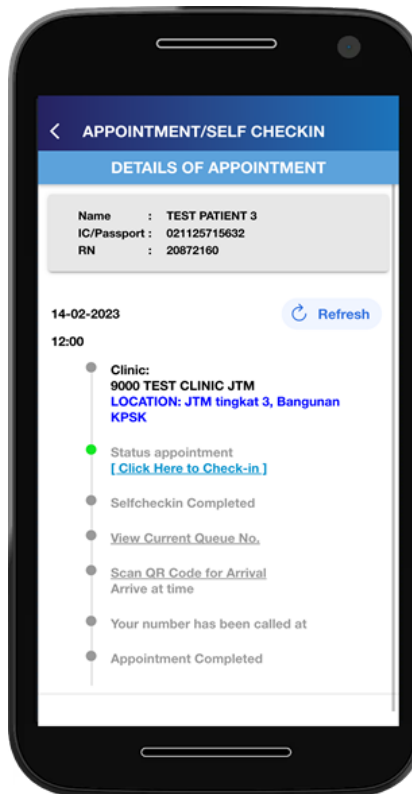 APPOINTMENT/SELF CHECKIN
DETAILS OF APPOINTMENT
Name : TEST PATIENT 3
IC/Passport : 021125715632
RN : 20872160
14-02-2023
Refresh
12:00
Clinic:
9000 TEST CLINIC JTM
LOCATION: JTM tingkat 3, Bangunan
KPSK
Status appointment
[ Click Here to Check-in ]
Selfcheckin Completed
View Current Queue No.
Scan QR Code for Arrival
Arrive at time
Your number has been called at
Appointment Completed